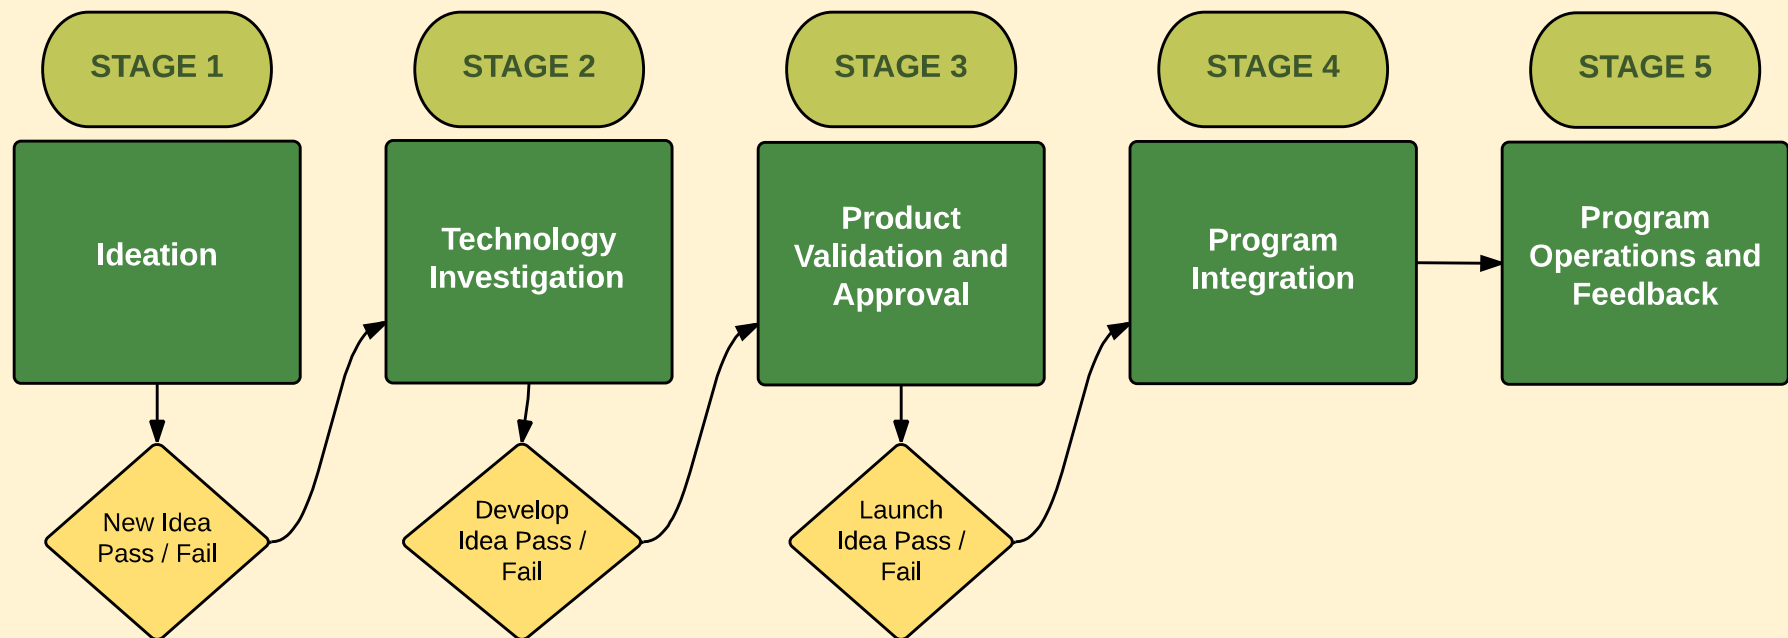 STAGE 1
STAGE 2
STAGE 3
STAGE 4
STAGE 5
Ideation
Technology
Investigation
Product
Validation and
Approval
Program
Integration
Program
Operations and
Feedback
New Idea
Pass / Fail
Develop
Idea Pass /
Fail
Launch
Idea Pass /
Fail